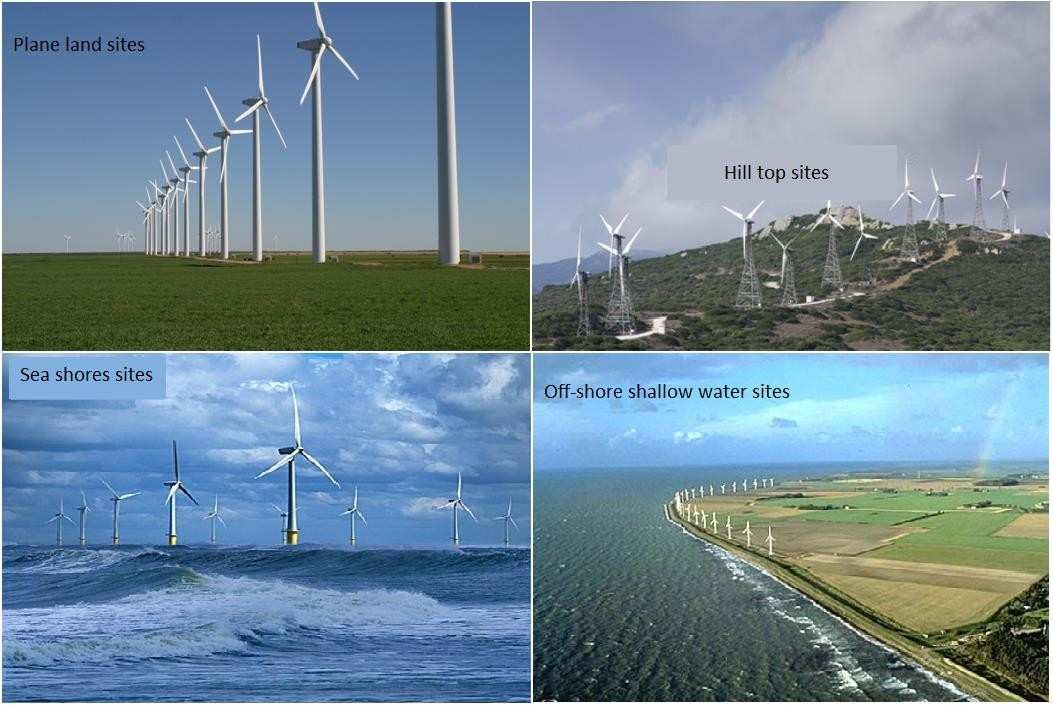 Plane land sites
Hill top sites
Sea shores sites
Off-shore shallow water sites